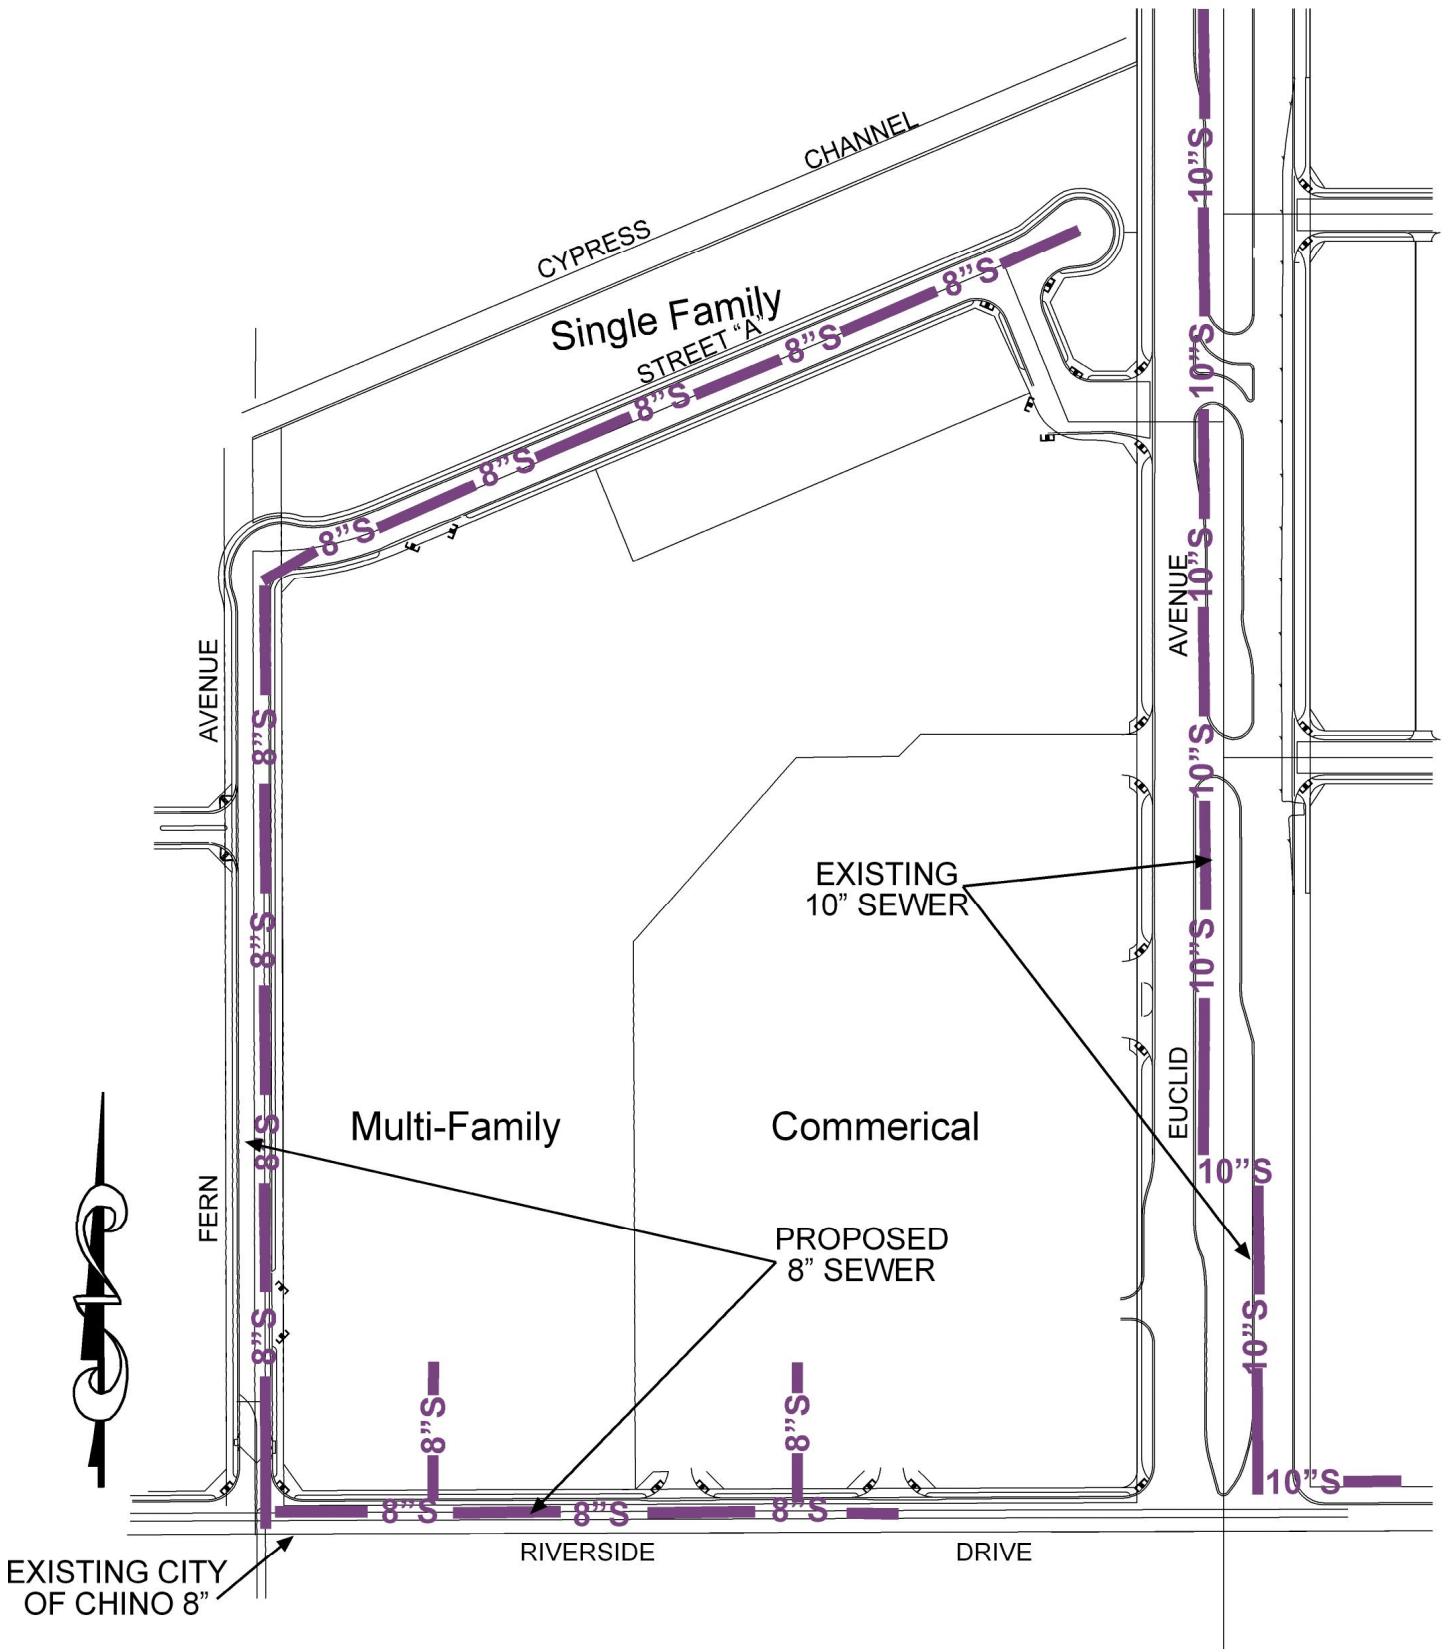 CHANNEL
CYPRESS
10”S
Single Family
STREET “A”
8”S
8”S
8”S
8”S
8”S
10”S
10”S
AVENUE
AVENUE
8”S
10”S
EXISTING
10” SEWER
8”S
10”S
EUCLID
Multi-Family
Commerical
8”S
10”S
FERN
PROPOSED
8” SEWER
8”S
10”S
8”S
8”S
10”S
8”S
8”S
8”S
RIVERSIDE
DRIVE
EXISTING CITY
OF CHINO 8”